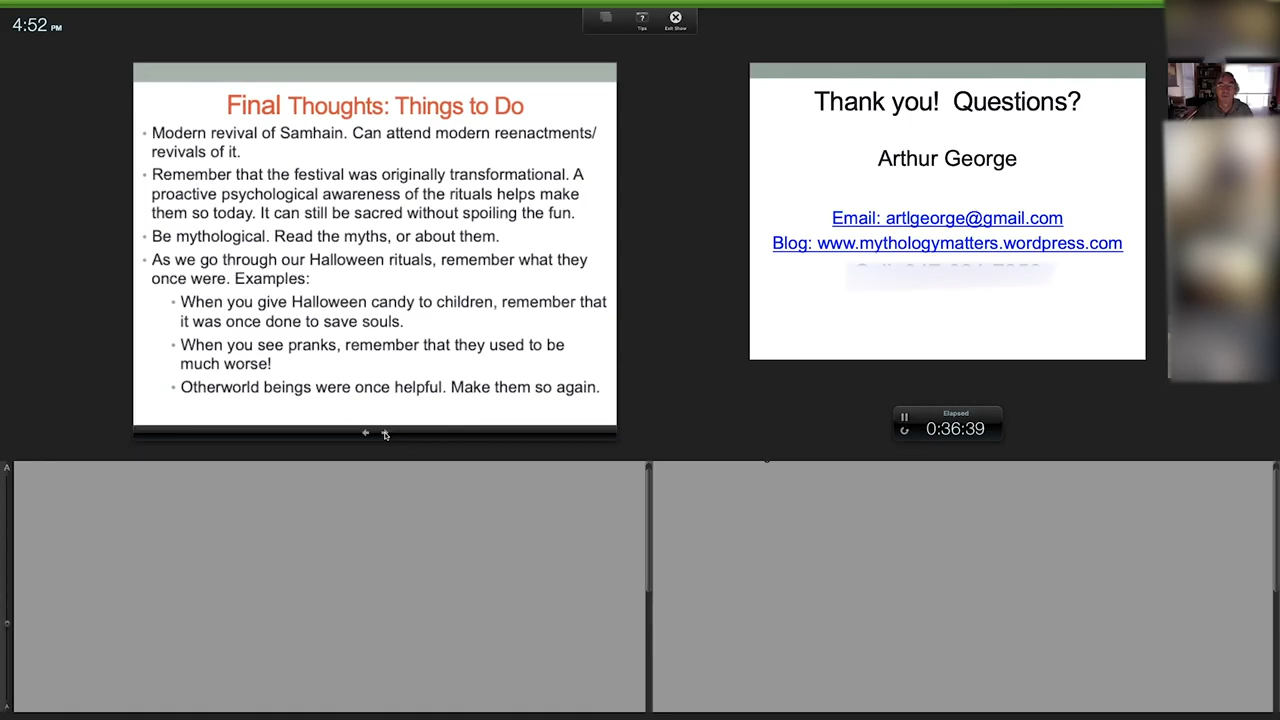 4:52 PM
Tips
Exit Show
Final Thoughts: Things to Do
• Modern revival of Samhain. Can attend modern reenactments/
revivals of it.
• Remember that the festival was originally transformational. A
proactive psychological awareness of the rituals helps make
them so today. It can still be sacred without spoiling the fun.
• Be mythological. Read the myths, or about them.
• As we go through our Halloween rituals, remember what they
once were. Examples:
• When you give Halloween candy to children, remember that
it was once done to save souls.
• When you see pranks, remember that they used to be
much worse!
• Otherworld beings were once helpful. Make them so again.
Thank you! Questions?
Arthur George
Email: artlgeorge@gmail.com
Blog: www.mythologymatters.wordpress.com
Elapsed
0:36:39
A
A